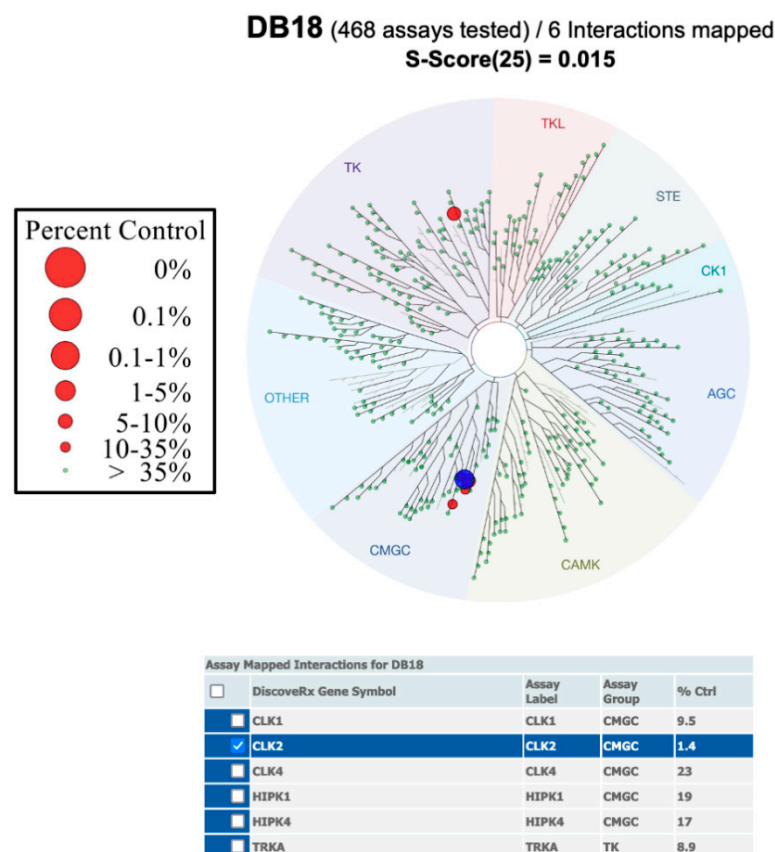 DB18 (468 assays tested) / 6 Interactions mapped
S-Score(25) = 0.015
TKL
TK
STE
CK1
AGC
OTHER
CMGC
CAMK
Percent Control
0%
0.1%
0.1-1%
1-5%
5-10%
10-35%
> 35%
Assay Mapped Interactions for DB18
DiscoveRx Gene Symbol Assay Label Assay Group % Ctrl
CLK1 CLK1 CMGC 9.5
CLK2 CLK2 CMGC 1.4
CLK4 CLK4 CMGC 23
HIPK1 HIPK1 CMGC 19
HIPK4 HIPK4 CMGC 17
TRKA TRKA TK 8.9